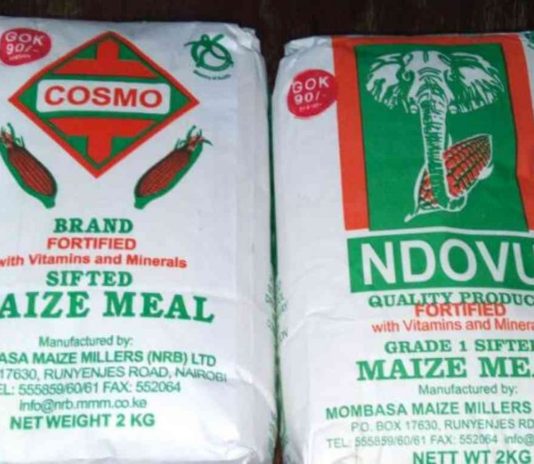 GOK
90/-
COSMO
BRAND
FORTIFIED
with Vitamins and Minerals
SIFTED
AIZE MEAL
Manufactured by:
BASA MAIZE MILLERS (NRB) LTD
17630, RUNYENJES ROAD, NAIROBI
EL: 555859/60/61 FAX: 552064
info@nrb.mmm.co.ke
NET WEIGHT 2 KG
GOK
90/-
NDOVU
QUALITY PRODUC
FORTIFIED
with Vitamins and Minera
GRADE 1 SIFTE
MAIZE ME
Manufactured by:
MOMBASA MAIZE MILLERS
P.O. BOX 17630, RUNYENJES RD
TEL: 555859/60/61 FAX: 552064 info@
NETT WT 2KG